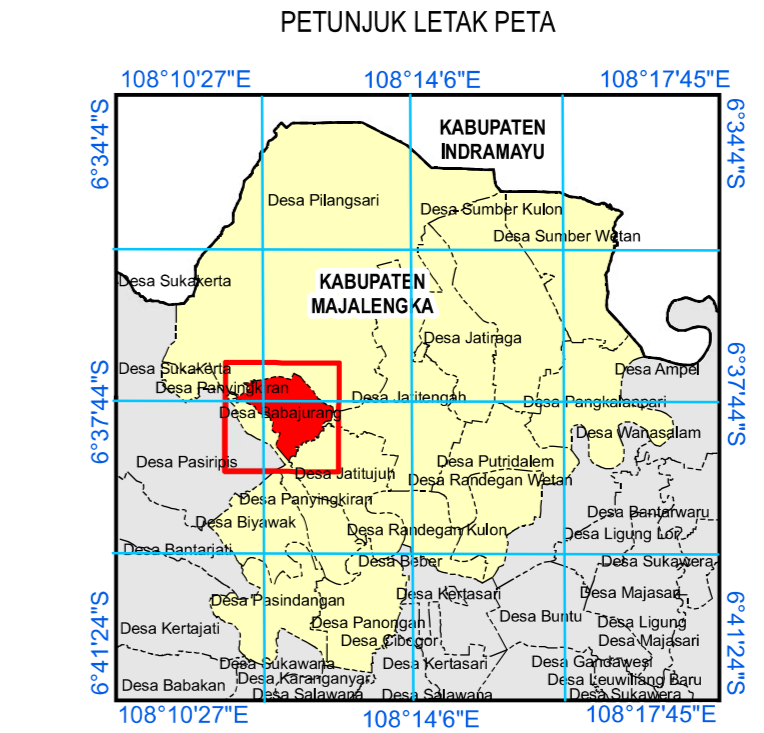 PETUNJUK LETAK PETA
108°10'27"E
108°14'6"E
108°17'45"E
6°34'4"S
6°34'4"S
KABUPATEN
INDRAMAYU
Desa Pilangsari
Desa Sumber Kulon
Desa Sumber Wetan
Desa Sukakerta
KABUPATEN
MAJALENGKA
Desa Jatiraga
Desa Sukakerta
Desa Ampel
Desa Panyingkiran
6°37'44"S
6°37'44"S
Desa Jatitengah
Desa Pangkalanpari
Desa Babajurang
Desa Wanasalam
Desa Pasiripis
Desa Putridalem
Desa Jatitujuh
Desa Randegan Wetan
Desa Panyingkiran
Desa Bantarwaru
Desa Biyawak
Desa Randegan Kulon
Desa Ligung Lor
Desa Bantarjati
Desa Beber
Desa Sukawera
Desa Kertasari
Desa Majasari
Desa Pasindangan
6°41'24"S
6°41'24"S
Desa Buntu
Desa Panongan
Desa Ligung
Desa Kertajati
Desa Cibogor
Desa Majasari
Desa Sukawana
Desa Kertasari
Desa Gandawesi
Desa Karanganyar
Desa Leuwiliang Baru
Desa Babakan
Desa Salawana
Desa Salawana
Desa Sukawera
108°10'27"E
108°14'6"E
108°17'45"E